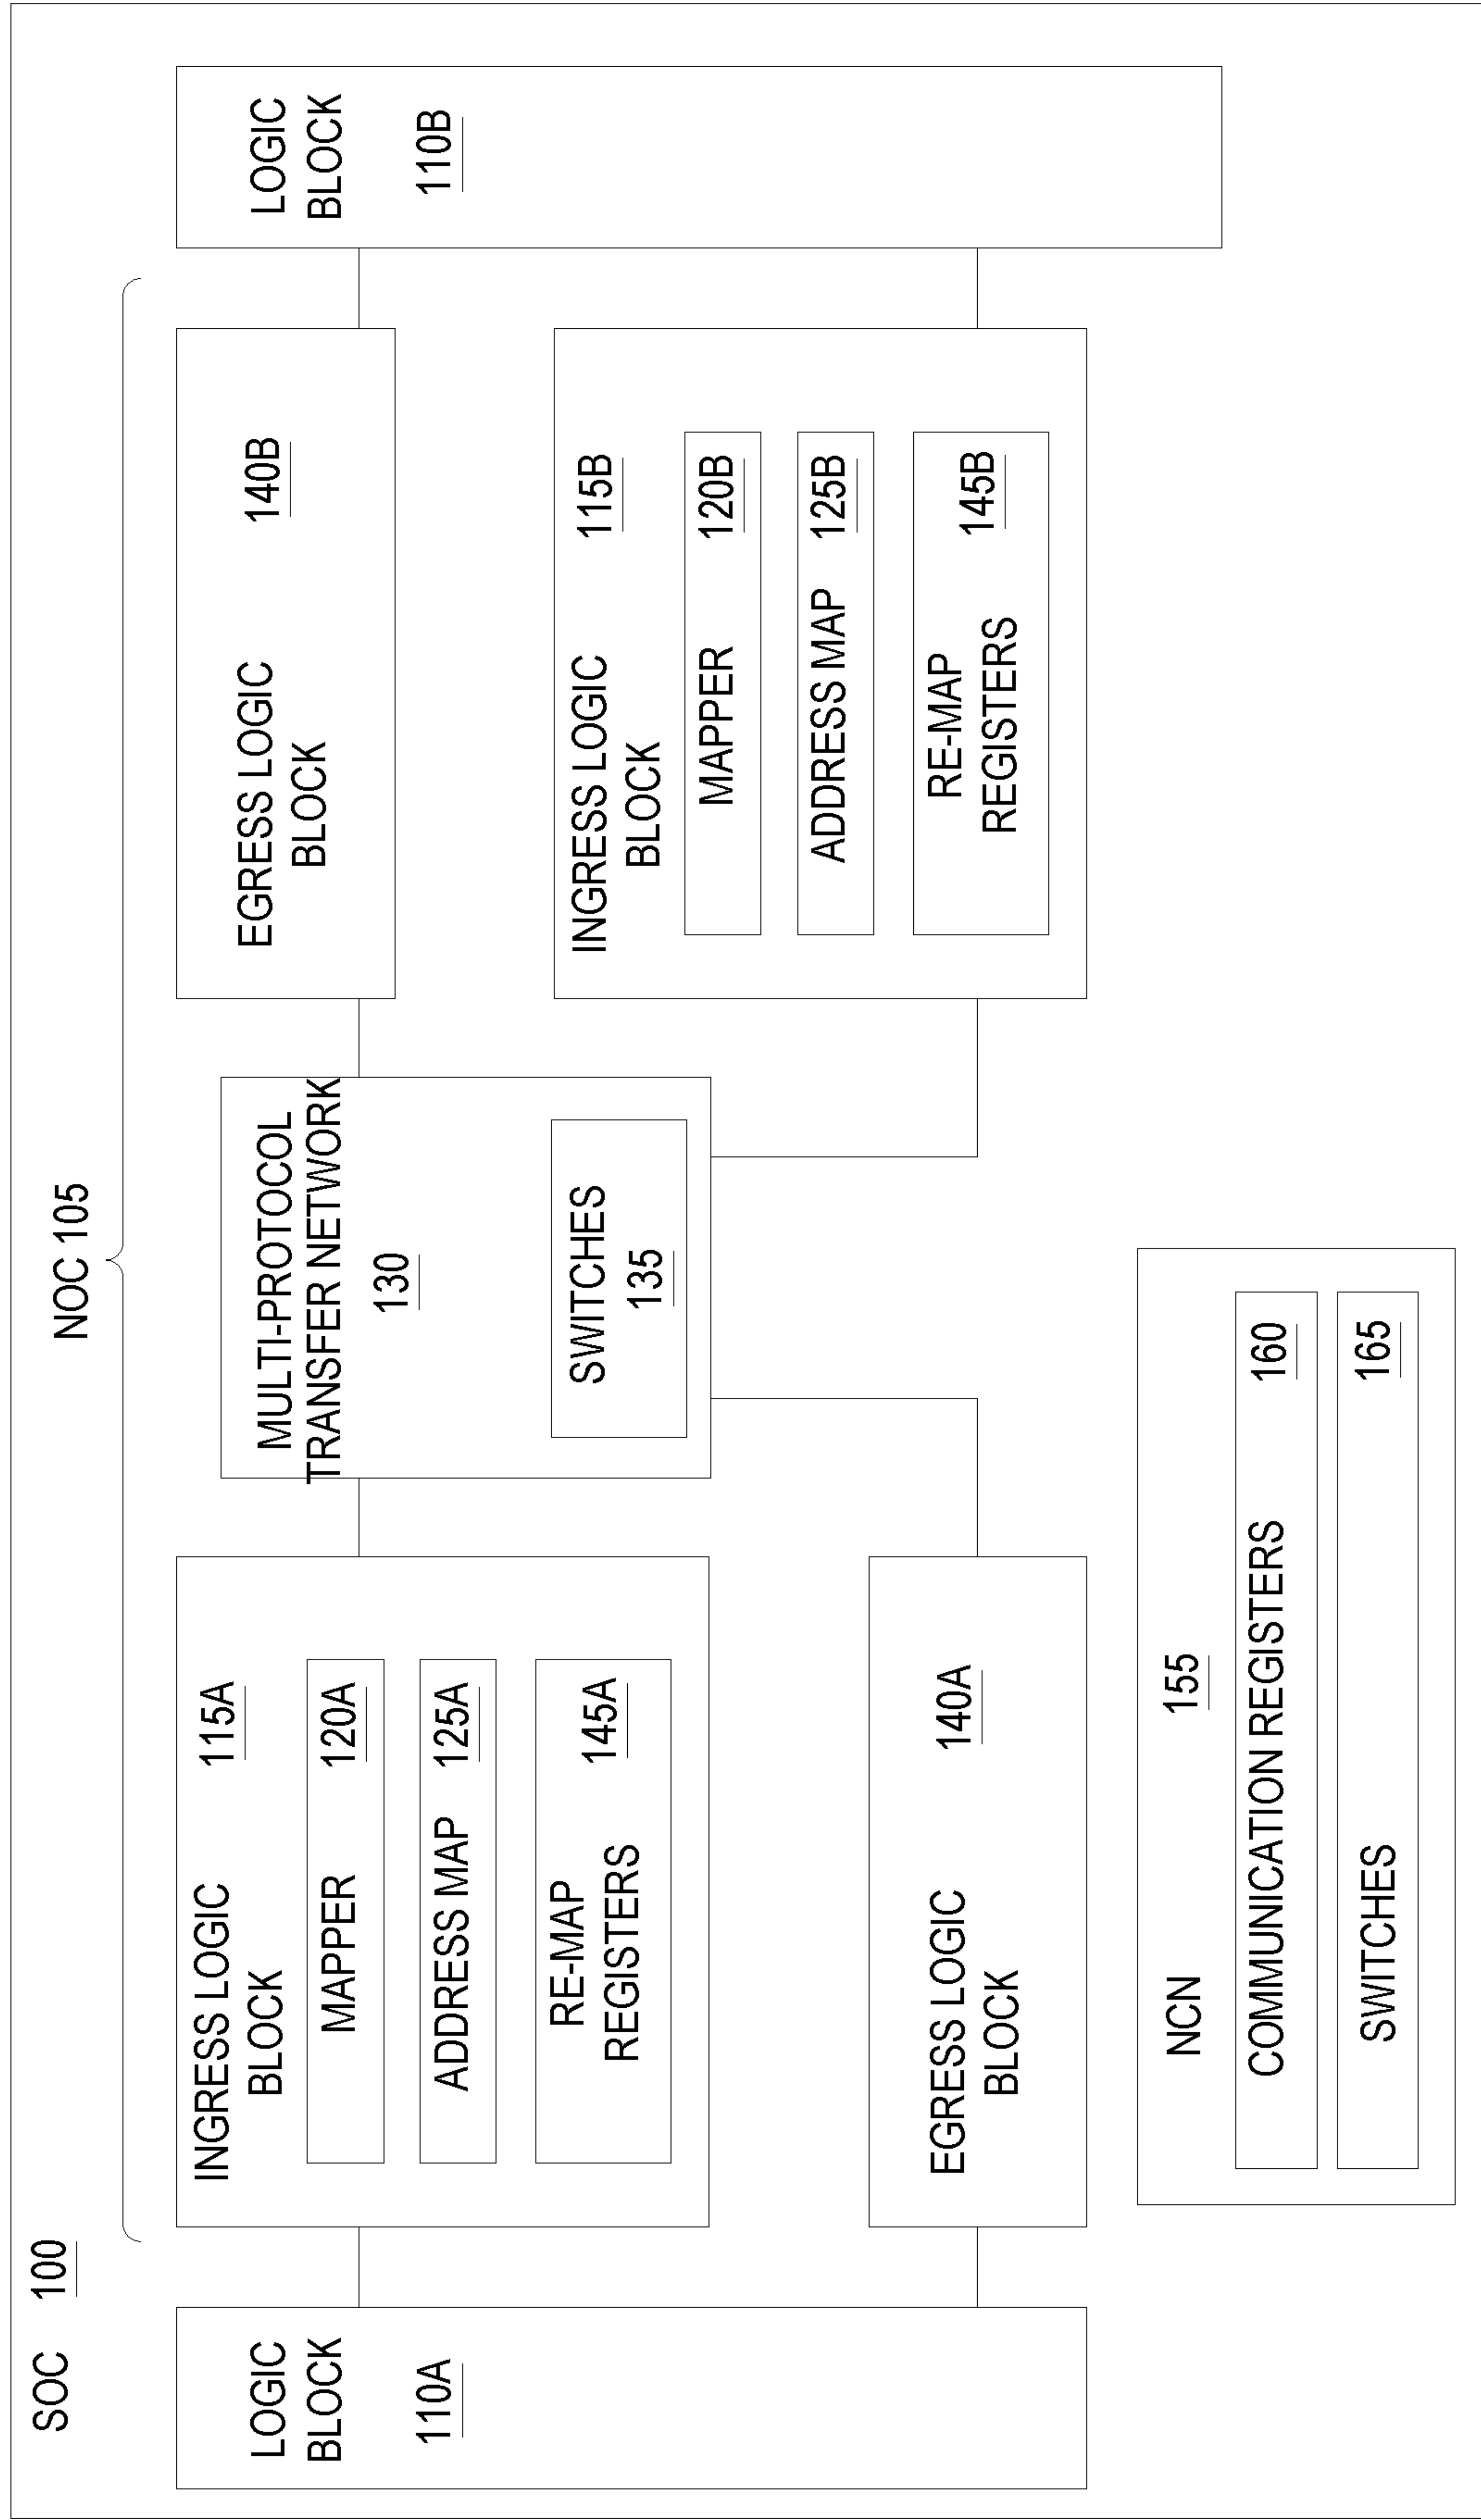 SOC 100
NOC 105
LOGIC
BLOCK
110A
INGRESS LOGIC
BLOCK
115A
MAPPER 120A
ADDRESS MAP 125A
RE-MAP
REGISTERS
145A
EGRESS LOGIC
BLOCK
140A
MULTI-PROTOCOL
TRANSFER NETWORK
130
SWITCHES
135
EGRESS LOGIC
BLOCK
140B
INGRESS LOGIC
BLOCK
115B
MAPPER 120B
ADDRESS MAP 125B
RE-MAP
REGISTERS
145B
LOGIC
BLOCK
110B
NCN 155
COMMUNICATION REGISTERS 160
SWITCHES 165